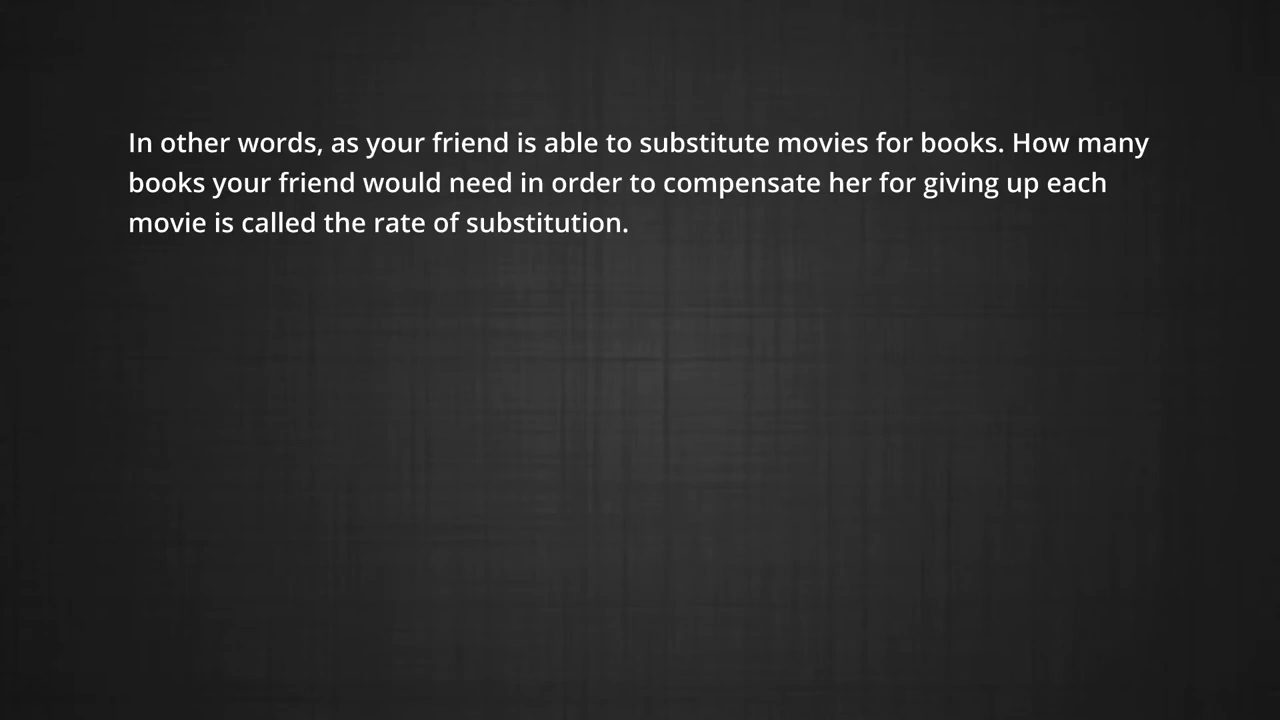 In other words, as your friend is able to substitute movies for books. How many
books your friend would need in order to compensate her for giving up each
movie is called the rate of substitution.